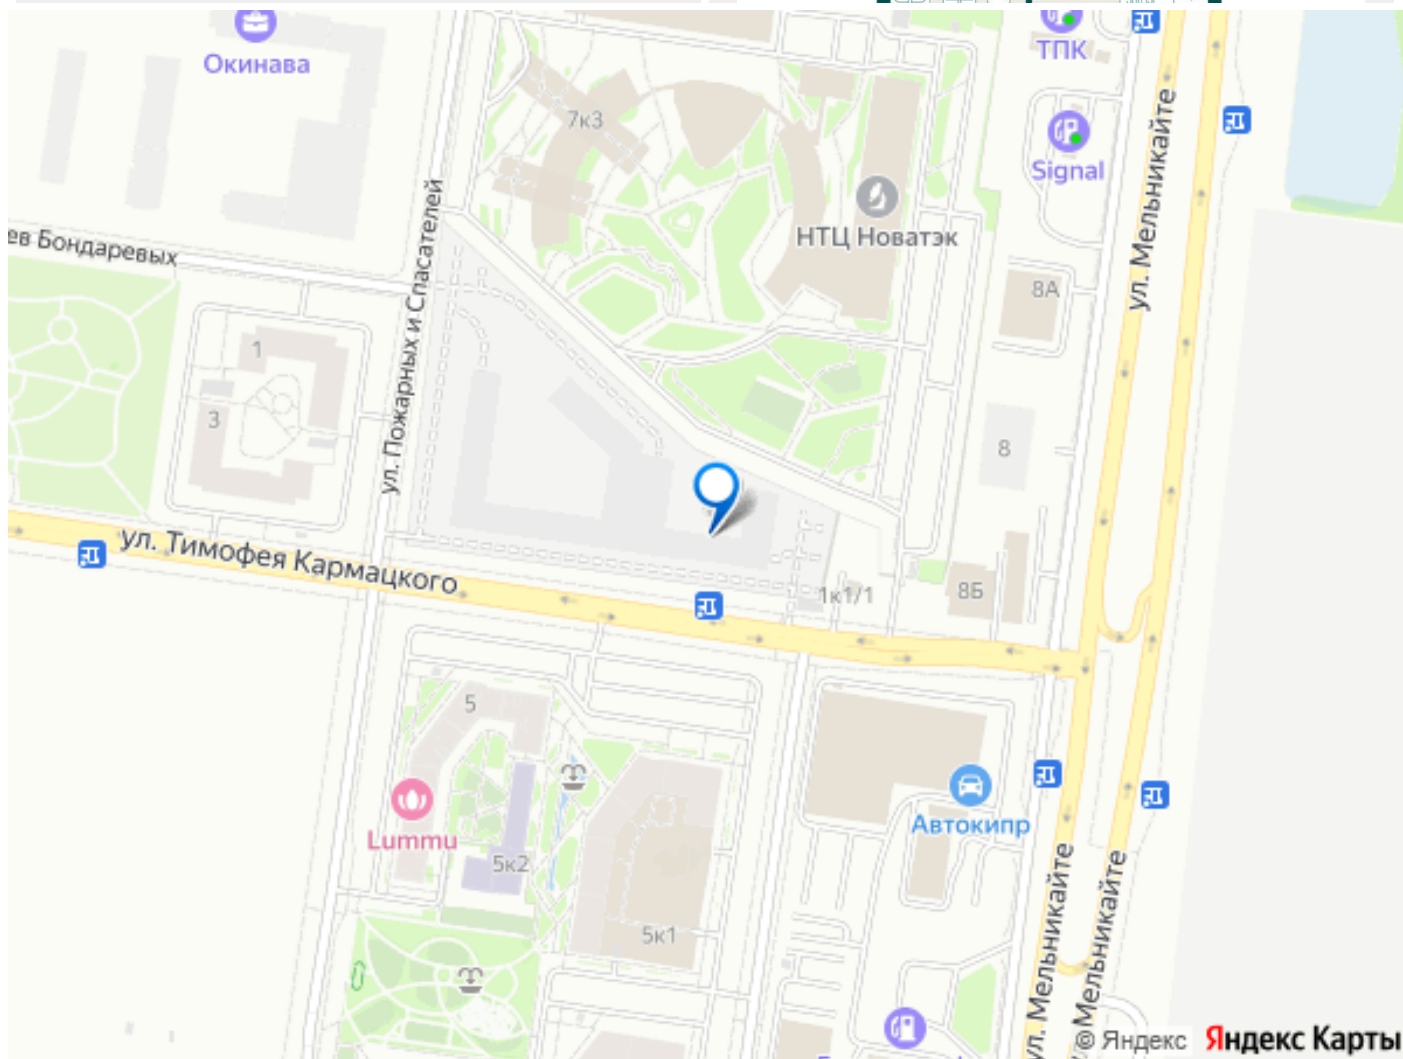 Окинава
ТПК
7к3
Signal
ул. Мельникайте
НТЦ Новатэк
ев Бондаревых
ул. Пожарных и Спасателей
8А
1
3
8
ул. Тимофея Кармацкого
1к1/1
8Б
5
Lummu
5к2
Автокипр
5к1
ул. Мельникайте
Мельникайте
© Яндекс Яндекс Карты